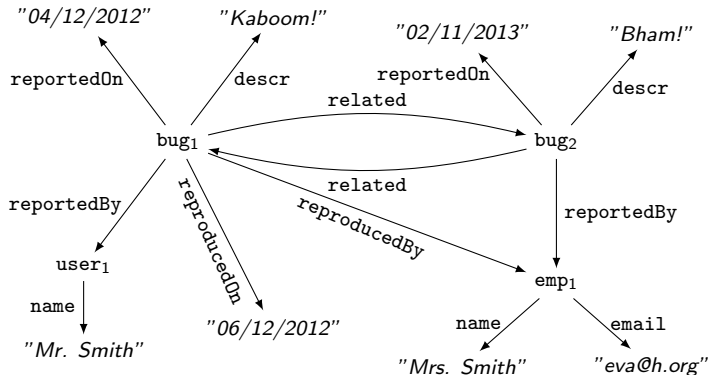 "04/12/2012" "Kaboom!" "02/11/2013" "Bham!"
reportedOn descr reportedOn descr
related
bug1 bug2
related
reportedBy reproducedOn reproducedBy reportedBy
user1 emp1
name "06/12/2012" name email
"Mr. Smith" "Mrs. Smith" "eva@h.org"